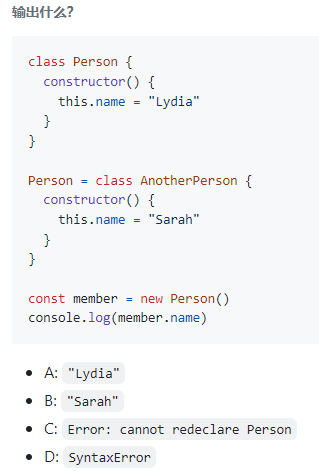 输出什么？
class Person {
  constructor() {
    this.name = "Lydia"
  }
}
Person = class AnotherPerson {
  constructor() {
    this.name = "Sarah"
  }
}
const member = new Person()
console.log(member.name)
• A: "Lydia"
• B: "Sarah"
• C: Error: cannot redeclare Person
• D: SyntaxError